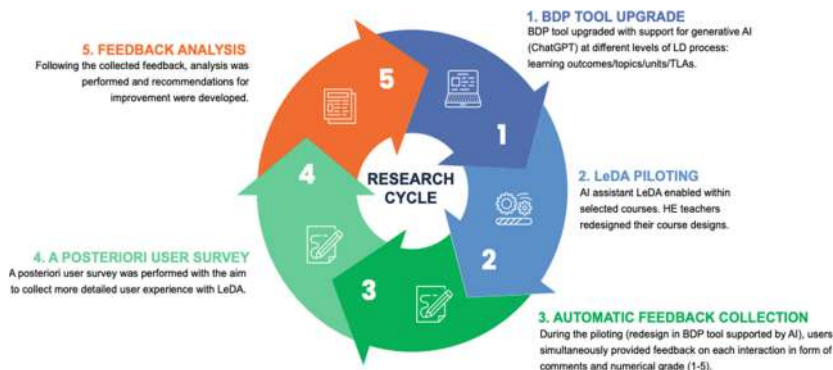 1. BDP TOOL UPGRADE
BDP tool upgraded with support for generative AI
(ChatGPT) at different levels of LD process:
learning outcomes/topics/units/TLAs.
5. FEEDBACK ANALYSIS
Following the collected feedback, analysis was
performed and recommendations for
improvement were developed.
5
1
RESEARCH
CYCLE
4
2. LeDA PILOTING
AI assistant LeDA enabled within
selected courses. HE teachers
redesigned their course designs.
2
3
4. A POSTERIORI USER SURVEY
A posteriori user survey was performed with the aim
to collect more detailed user experience with LeDA.
3. AUTOMATIC FEEDBACK COLLECTION
During the piloting (redesign in BDP tool supported by AI), users
simultaneously provided feedback on each interaction in form of
comments and numerical grade (1-5).